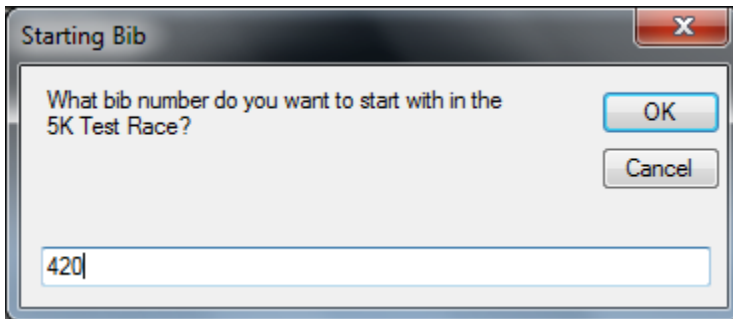 Starting Bib
What bib number do you want to start with in the
5K Test Race?
OK
Cancel
420